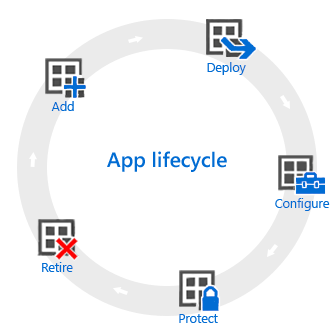 Deploy
Add
App lifecycle
Configure
Retire
Protect